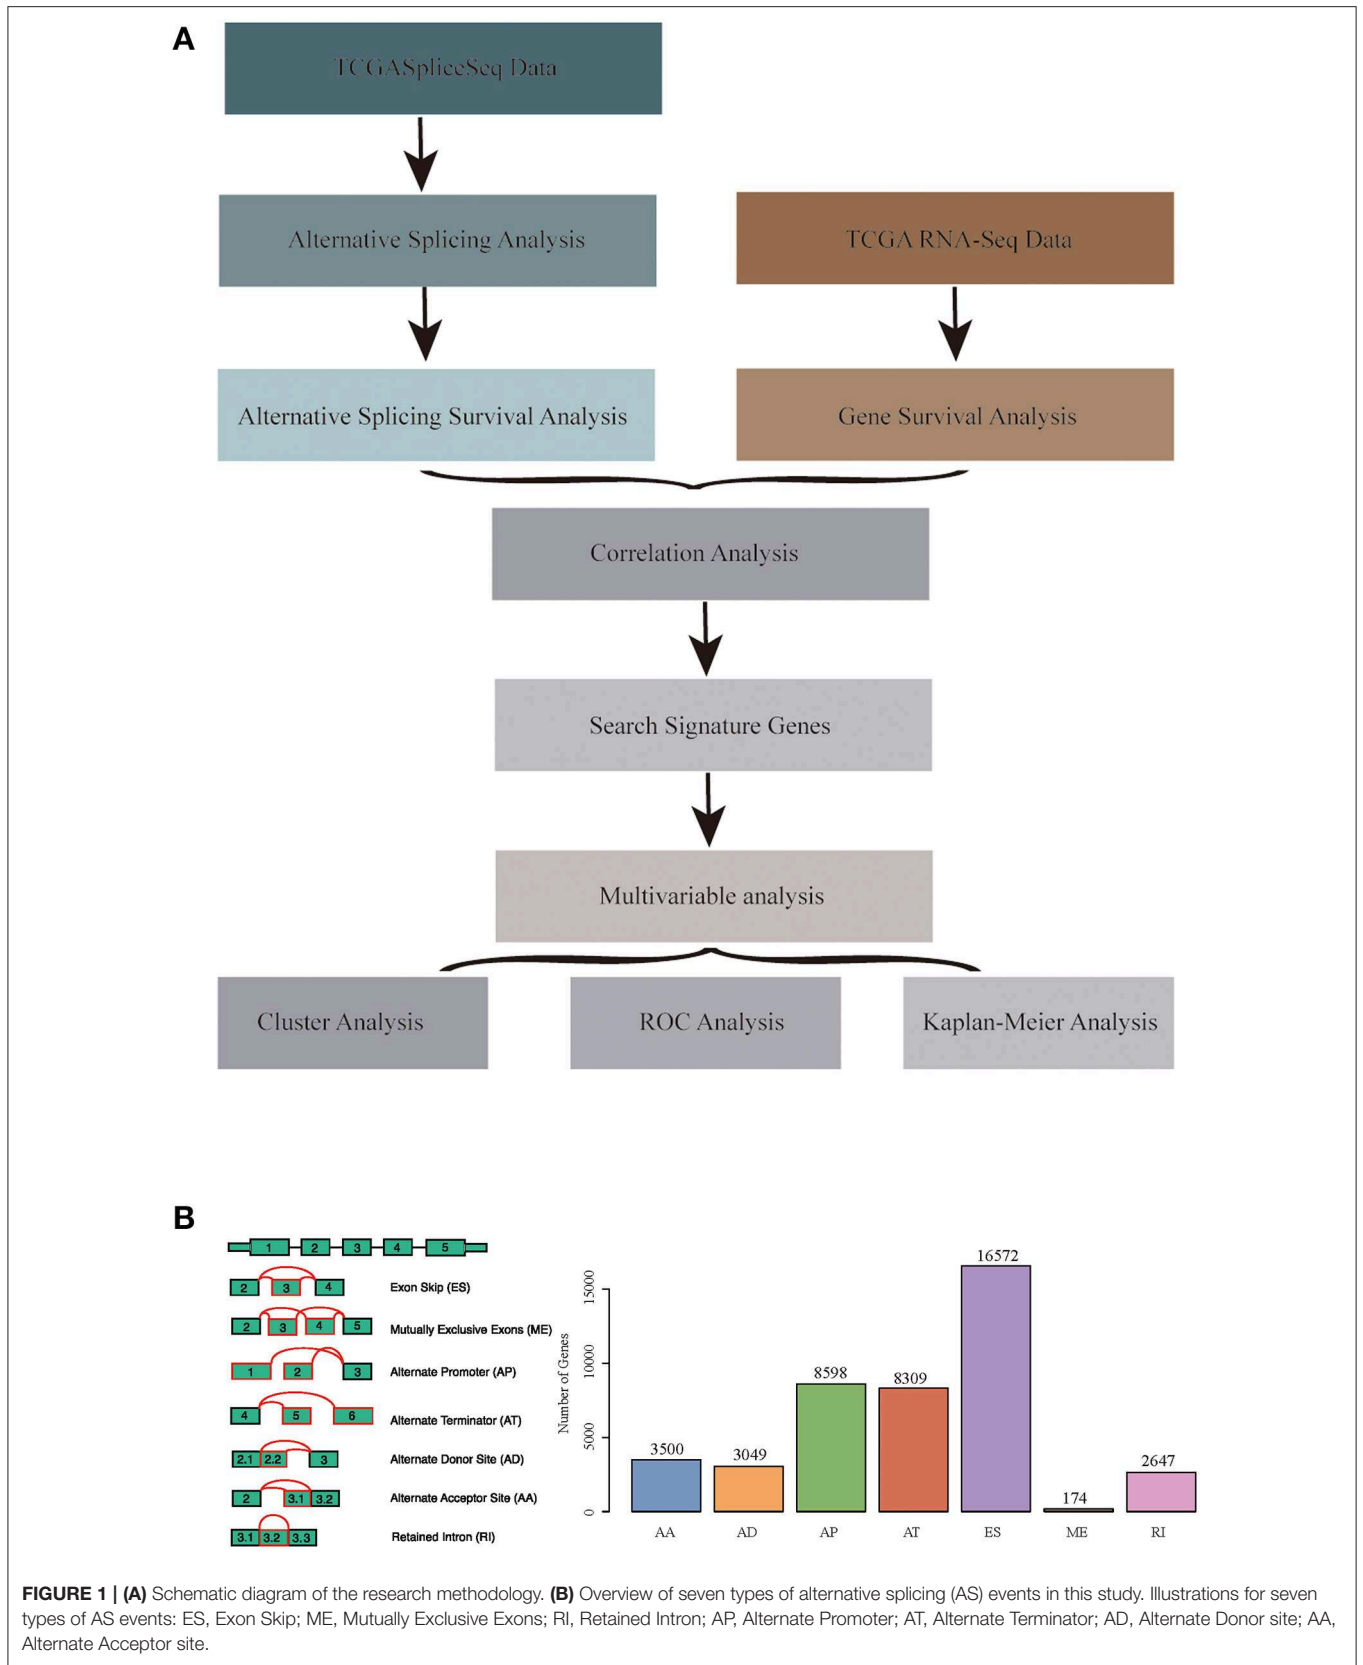 A
TCGASpliceSeq Data
Alternative Splicing Analysis
TCGA RNA-Seq Data
Alternative Splicing Survival Analysis
Gene Survival Analysis
Correlation Analysis
Search Signature Genes
Multivariable analysis
Cluster Analysis
ROC Analysis
Kaplan-Meier Analysis
B
1 2 3 4 5
2 3 4
Exon Skip (ES)
2 3 4 5
Mutually Exclusive Exons (ME)
1 2 3
Alternate Promoter (AP)
4 5 6
Alternate Terminator (AT)
2.1 2.2 3
Alternate Donor Site (AD)
2 3.1 3.2
Alternate Acceptor Site (AA)
3.1 3.2 3.3
Retained Intron (RI)
Number of Genes
15000
10000
5000
0
3500
3049
8598
8309
16572
174
2647
AA AD AP AT ES ME RI
FIGURE 1 | (A) Schematic diagram of the research methodology. (B) Overview of seven types of alternative splicing (AS) events in this study. Illustrations for seven
types of AS events: ES, Exon Skip; ME, Mutually Exclusive Exons; RI, Retained Intron; AP, Alternate Promoter; AT, Alternate Terminator; AD, Alternate Donor site; AA,
Alternate Acceptor site.